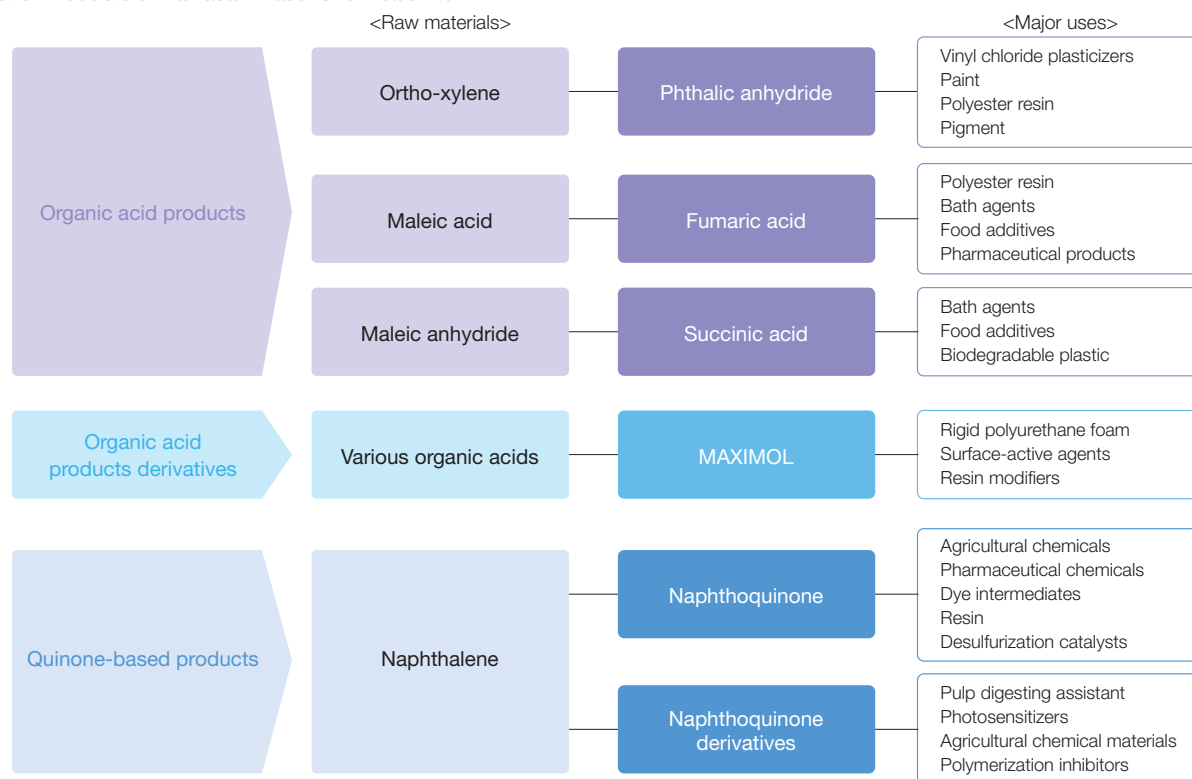 <Raw materials>
<Major uses>
Organic acid products
Ortho-xylene
Phthalic anhydride
Vinyl chloride plasticizers
Paint
Polyester resin
Pigment
Maleic acid
Fumaric acid
Polyester resin
Bath agents
Food additives
Pharmaceutical products
Maleic anhydride
Succinic acid
Bath agents
Food additives
Biodegradable plastic
Organic acid
products derivatives
Various organic acids
MAXIMOL
Rigid polyurethane foam
Surface-active agents
Resin modifiers
Quinone-based products
Naphthalene
Naphthoquinone
Agricultural chemicals
Pharmaceutical chemicals
Dye intermediates
Resin
Desulfurization catalysts
Naphthoquinone
derivatives
Pulp digesting assistant
Photosensitizers
Agricultural chemical materials
Polymerization inhibitors